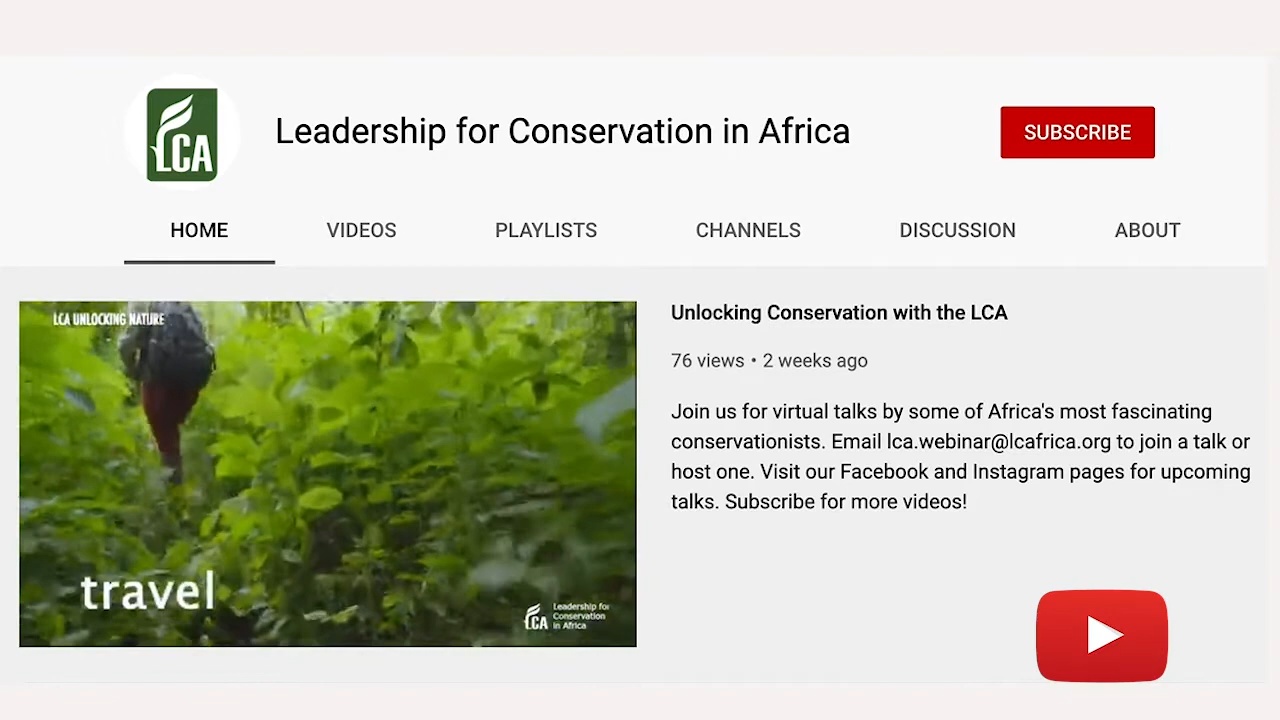 LCA
Leadership for Conservation in Africa
SUBSCRIBE
HOME
VIDEOS
PLAYLISTS
CHANNELS
DISCUSSION
ABOUT
LCA UNLOCKING NATURE
travel
LCA
Leadership for
Conservation
in Africa
Unlocking Conservation with the LCA
76 views • 2 weeks ago
Join us for virtual talks by some of Africa's most fascinating
conservationists. Email lca.webinar@lcafrica.org to join a talk or
host one. Visit our Facebook and Instagram pages for upcoming
talks. Subscribe for more videos!